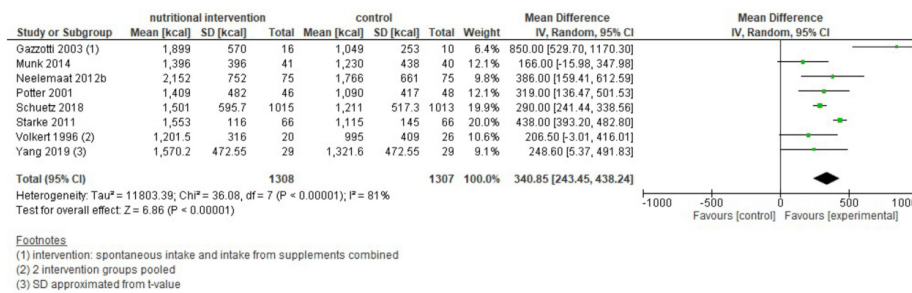 nutritional intervention control Mean Difference Mean Difference
Study or Subgroup Mean [kcal] SD [kcal] Total Mean [kcal] SD [kcal] Total Weight IV, Random, 95% CI IV, Random, 95% CI
Gazzotti 2003 (1) 1,899 570 16 1,049 253 10 6.4% 850.00 [529.70, 1170.30]
Munk 2014 1,396 396 41 1,230 438 40 12.1% 166.00 [-15.98, 347.98]
Neelemaat 2012b 2,152 752 75 1,766 661 75 10.2% 386.00 [159.41, 612.59]
Potter 2001 1,409 482 46 1,090 417 48 12.1% 319.00 [136.47, 501.53]
Schuetz 2018 1,501 595.7 1015 1,211 517.3 1013 19.9% 290.00 [241.44, 338.56]
Starke 2011 1,553 116 66 1,115 145 66 20.0% 438.00 [393.20, 482.80]
Volkert 1996 (2) 1,201.5 316 20 995 409 26 10.6% 206.50 [-3.01, 416.01]
Yang 2019 (3) 1,570.2 472.55 29 1,321.6 472.55 29 9.1% 248.60 [5.37, 491.83]
Total (95% CI) 1308 1307 100.0% 340.85 [243.45, 438.24]
Heterogeneity: Tau² = 11803.39; Chi² = 36.08, df = 7 (P < 0.00001); I² = 81%
Test for overall effect: Z = 6.86 (P < 0.00001)
-1000 -500 0 500 1000
Favours [control] Favours [experimental]
Footnotes
(1) intervention: spontaneous intake and intake from supplements combined
(2) 2 intervention groups pooled
(3) SD approximated from t-value